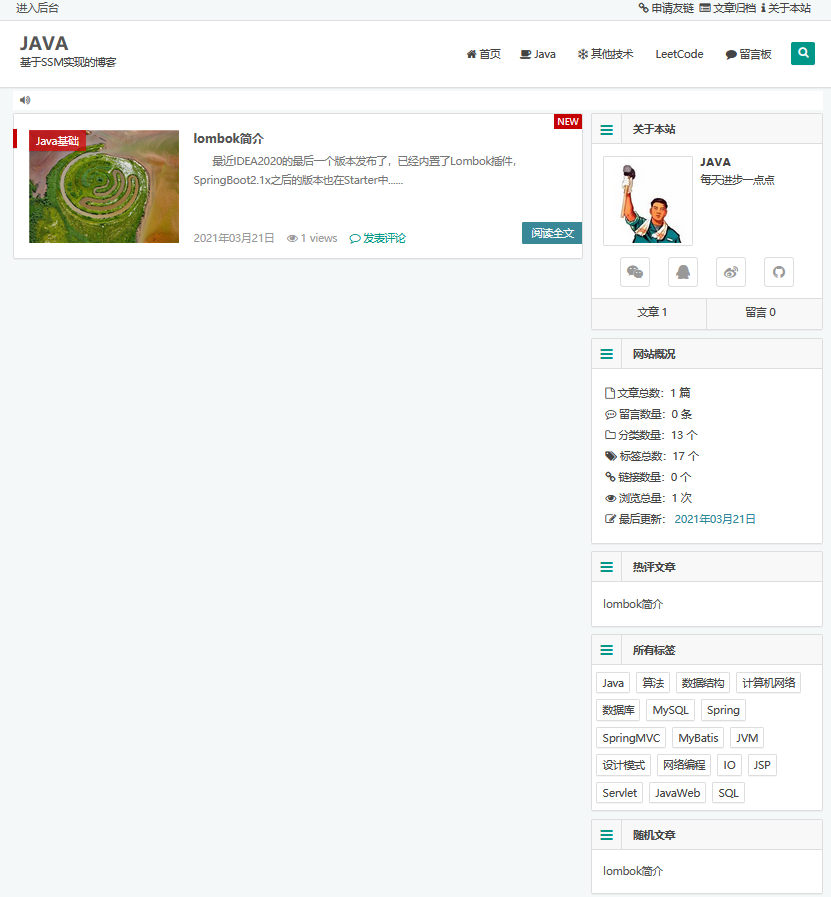 进入后台
申请友链 文章归档 关于本站
JAVA
基于SSM实现的博客
首页 Java 其他技术 LeetCode 留言板
NEW
Java基础
lombok简介
最近IDEA2020的最后一个版本发布了，已经内置了Lombok插件，
SpringBoot2.1x之后的版本也在Starter中......
2021年03月21日 1 views 发表评论
阅读全文
关于本站
JAVA
每天进步一点点
文章 1 留言 0
网站概况
文章总数：1 篇
留言数量：0 条
分类数量：13 个
标签总数：17 个
链接数量：0 个
浏览总量：1 次
最后更新：2021年03月21日
热评文章
lombok简介
所有标签
Java 算法 数据结构 计算机网络
数据库 MySQL Spring
SpringMVC MyBatis JVM
设计模式 网络编程 IO JSP
Servlet JavaWeb SQL
随机文章
lombok简介